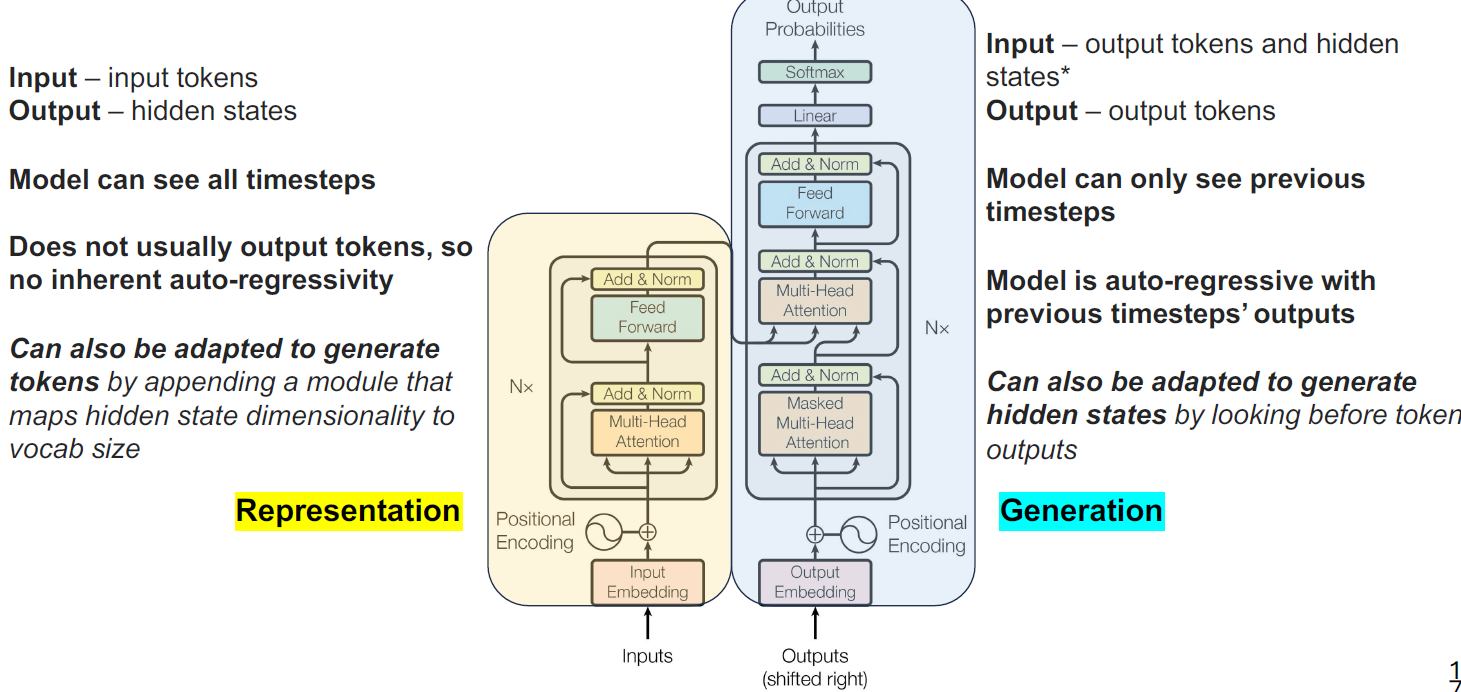 Input – input tokens
Output – hidden states
Model can see all timesteps
Does not usually output tokens, so
no inherent auto-regressivity
Can also be adapted to generate
tokens by appending a module that
maps hidden state dimensionality to
vocab size
Representation
Output
Probabilities
Softmax
Linear
Add & Norm
Feed
Forward
Add & Norm
Multi-Head
Attention
Add & Norm
Masked
Multi-Head
Attention
Nx
Positional
Encoding
Output
Embedding
Outputs
(shifted right)
Add & Norm
Feed
Forward
Add & Norm
Multi-Head
Attention
Nx
Positional
Encoding
Input
Embedding
Inputs
Input – output tokens and hidden
states*
Output – output tokens
Model can only see previous
timesteps
Model is auto-regressive with
previous timesteps' outputs
Can also be adapted to generate
hidden states by looking before token
outputs
Generation
1
7